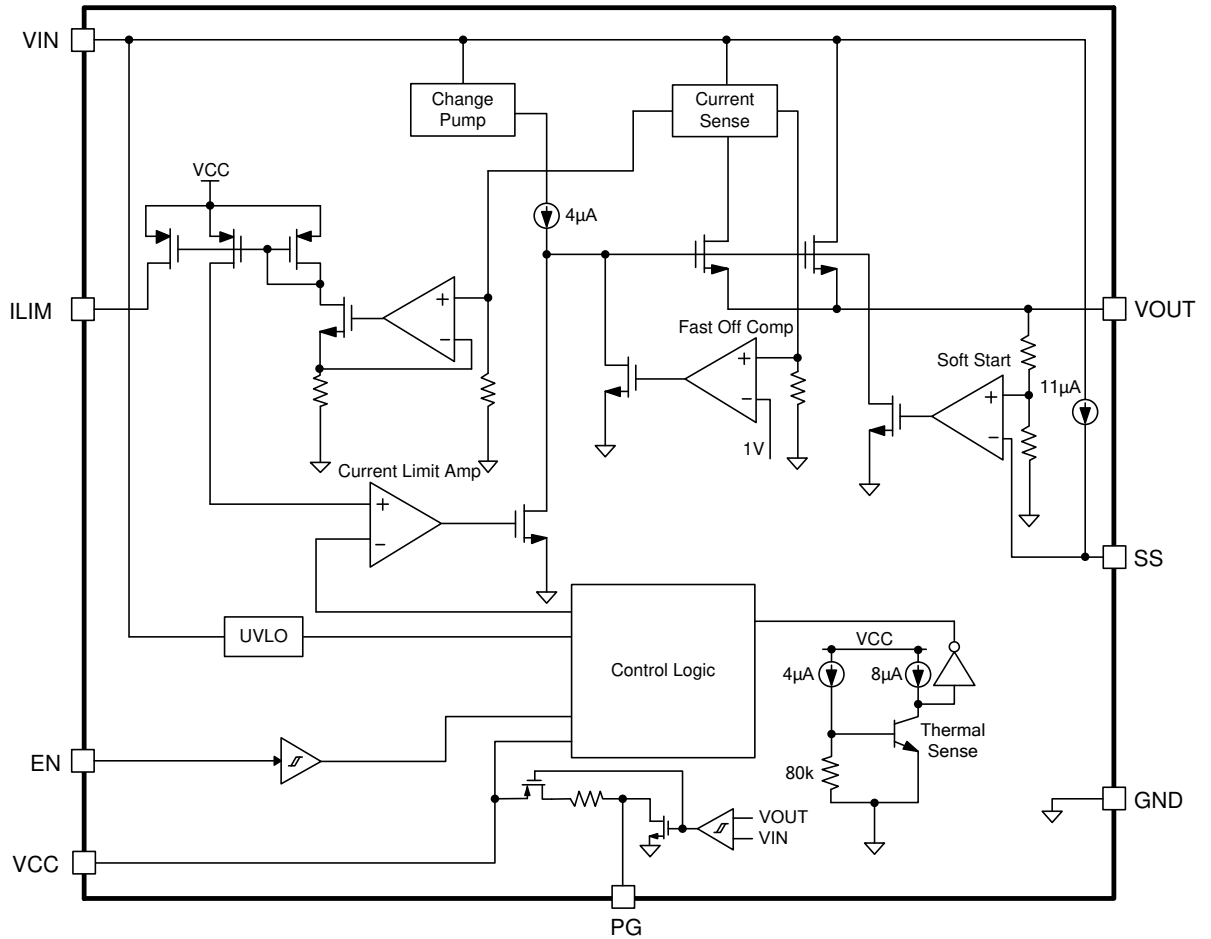 VIN
Change
Pump
Current
Sense
VCC
4µA
ILIM
VOUT
Fast Off Comp
Soft Start
+
−
+
−
+
−
11µA
1V
Current Limit Amp
+
−
SS
UVLO
Control Logic
VCC
4µA
8µA
Thermal
Sense
EN
80k
GND
VOUT
VIN
VCC
PG